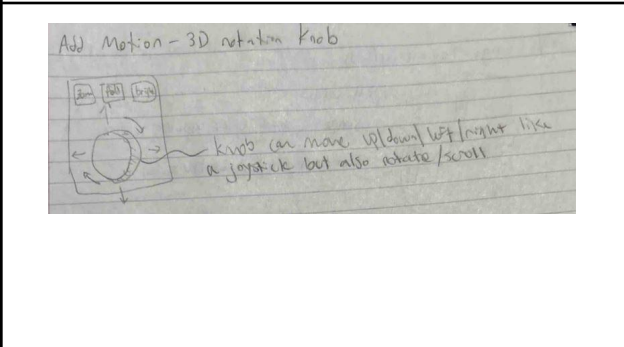 Add Motion - 3D rotation Knob
knob can move up/down/left/right like
a joystick but also rotate/scroll